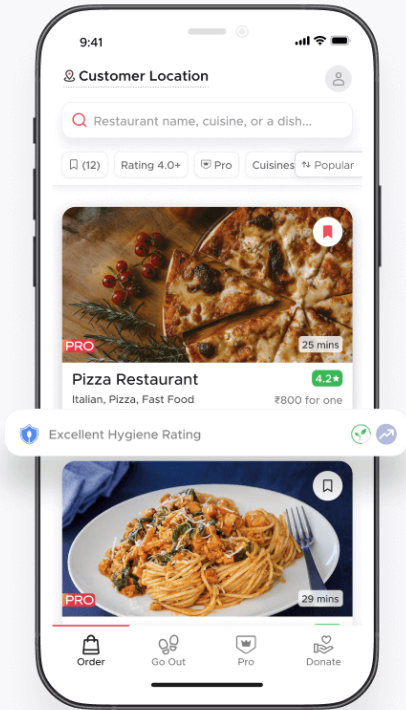 9:41
Customer Location
Restaurant name, cuisine, or a dish...
(12) Rating 4.0+ Pro Cuisines Popular
PRO 25 mins
Pizza Restaurant 4.2★
Italian, Pizza, Fast Food ₹800 for one
Excellent Hygiene Rating
PRO 29 mins
Order Go Out Pro Donate